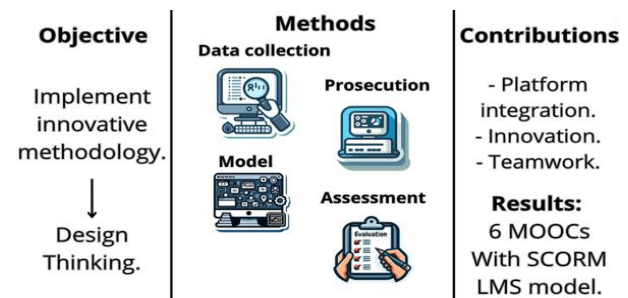 Objective
Implement
innovative
methodology.
Design
Thinking.
Methods
Data collection
Prosecution
Model
Assessment
Evaluation
Contributions
- Platform
integration.
- Innovation.
- Teamwork.
Results:
6 MOOCs
With SCORM
LMS model.